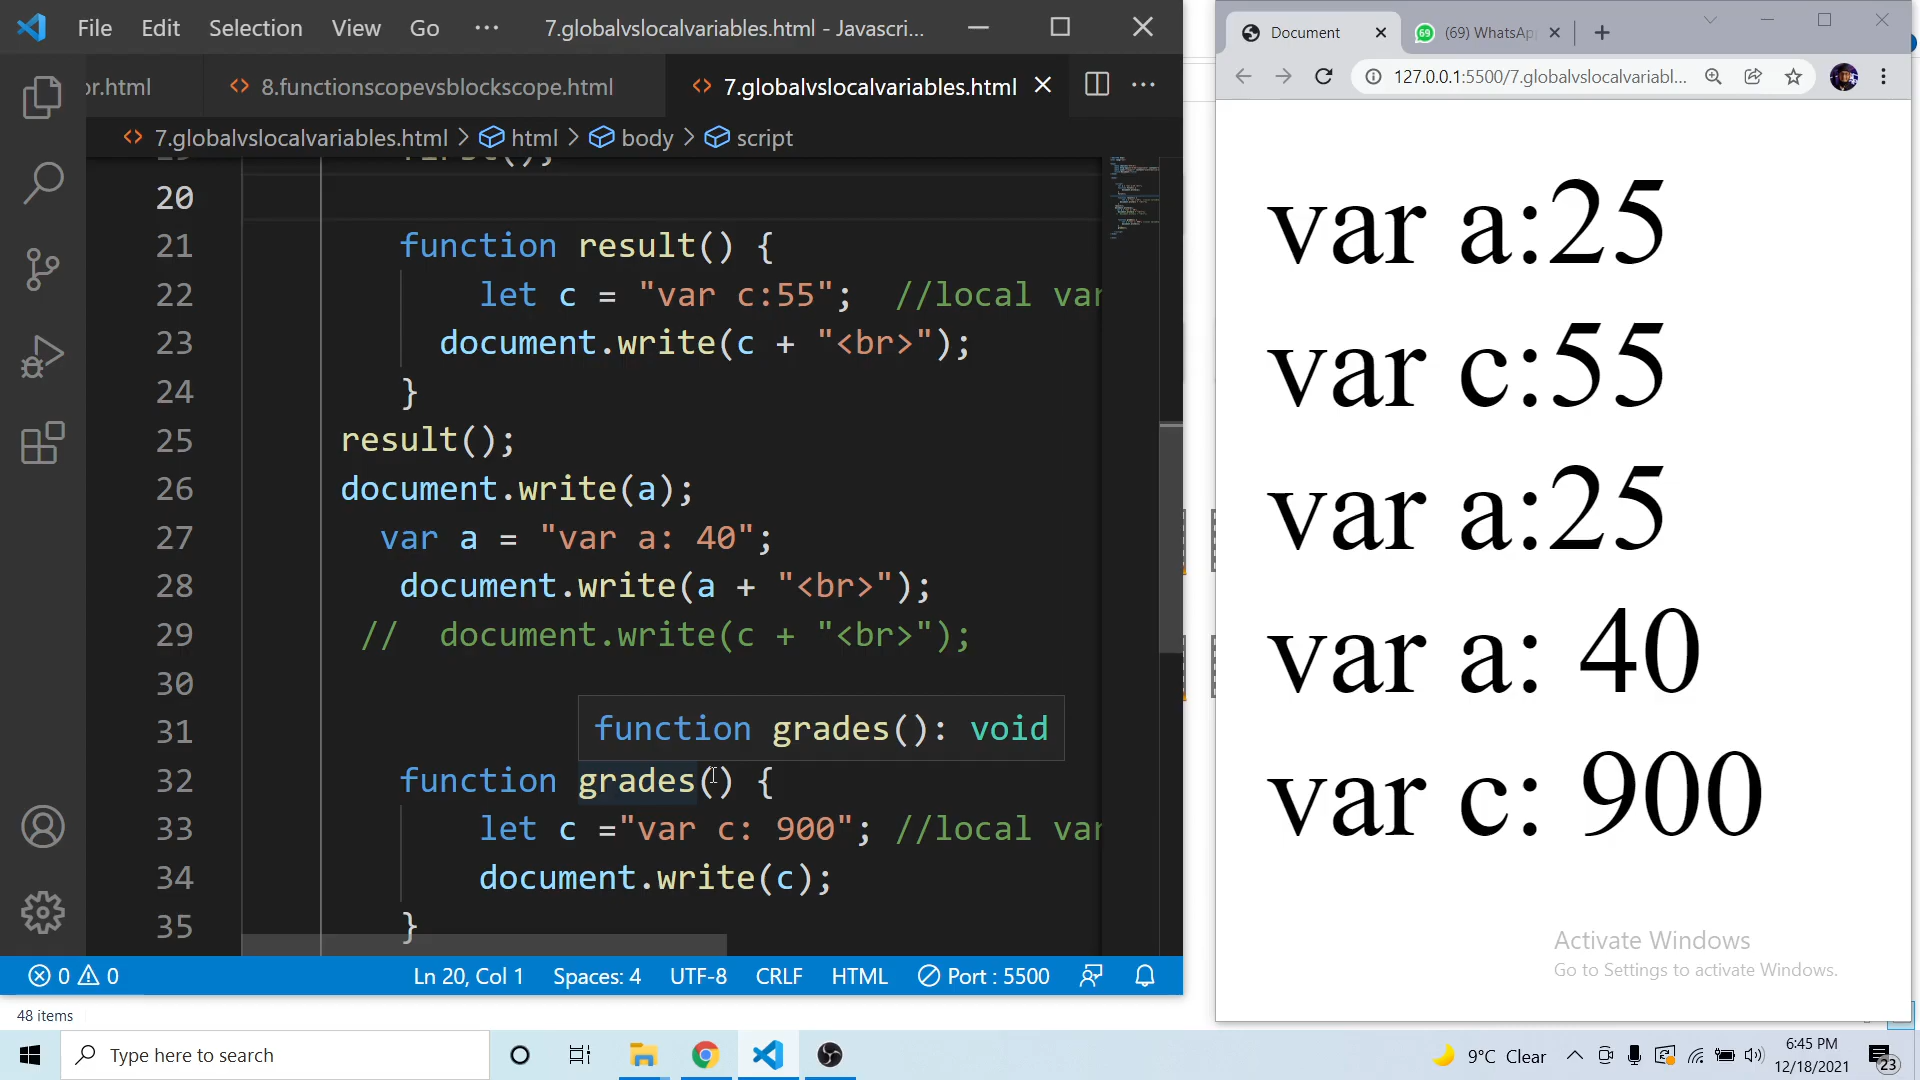 File Edit Selection View Go ··· 7.globalvslocalvariables.html - Javascri...
or.html 8.functionscopevsblockscope.html 7.globalvslocalvariables.html
7.globalvslocalvariables.html > html > body > script
20
21 function result() {
22 let c = "var c:55"; //local var
23 document.write(c + "<br>");
24 }
25 result();
26 document.write(a);
27 var a = "var a: 40";
28 document.write(a + "<br>");
29 // document.write(c + "<br>");
30
31
function grades(): void
32 function grades() {
33 let c ="var c: 900"; //local var
34 document.write(c);
35 }
0 0 Ln 20, Col 1 Spaces: 4 UTF-8 CRLF HTML Port : 5500
48 items
Document (69) WhatsAp
127.0.0.1:5500/7.globalvslocalvariabl...
var a:25
var c:55
var a:25
var a: 40
var c: 900
Activate Windows
Go to Settings to activate Windows.
Type here to search
9°C Clear
6:45 PM
12/18/2021
23